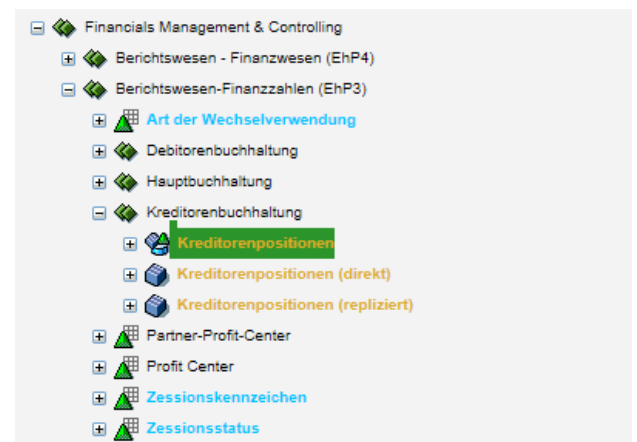 Financials Management & Controlling
Berichtswesen - Finanzwesen (EhP4)
Berichtswesen-Finanzzahlen (EhP3)
Art der Wechselverwendung
Debitorenbuchhaltung
Hauptbuchhaltung
Kreditorenbuchhaltung
Kreditorenpositionen
Kreditorenpositionen (direkt)
Kreditorenpositionen (repliziert)
Partner-Profit-Center
Profit Center
Zessionskennzeichen
Zessionsstatus